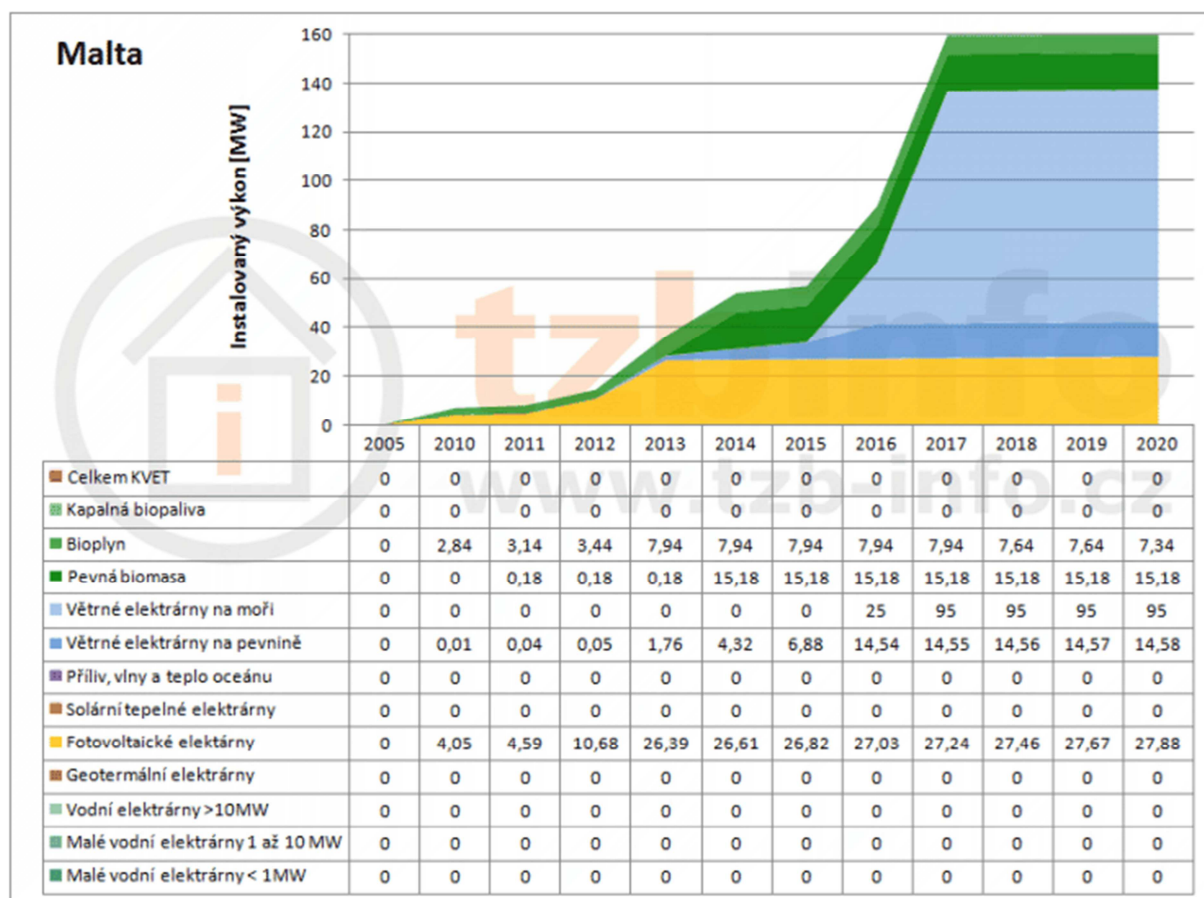 Malta
Instalovaný výkon [MW]
160
140
120
100
80
60
40
20
0
2005 2010 2011 2012 2013 2014 2015 2016 2017 2018 2019 2020
Celkem KVET 0 0 0 0 0 0 0 0 0 0 0 0
Kapalná biopaliva 0 0 0 0 0 0 0 0 0 0 0 0
Bioplyn 0 2,84 3,14 3,44 7,94 7,94 7,94 7,94 7,94 7,64 7,64 7,34
Pevná biomasa 0 0 0,18 0,18 0,18 15,18 15,18 15,18 15,18 15,18 15,18 15,18
Větrné elektrárny na moři 0 0 0 0 0 0 0 25 95 95 95 95
Větrné elektrárny na pevnině 0 0,01 0,04 0,05 1,76 4,32 6,88 14,54 14,55 14,56 14,57 14,58
Příliv, vlny a teplo oceánu 0 0 0 0 0 0 0 0 0 0 0 0
Solární tepelné elektrárny 0 0 0 0 0 0 0 0 0 0 0 0
Fotovoltaické elektárny 0 4,05 4,59 10,68 26,39 26,61 26,82 27,03 27,24 27,46 27,67 27,88
Geotermální elektrárny 0 0 0 0 0 0 0 0 0 0 0 0
Vodní elektrárny >10MW 0 0 0 0 0 0 0 0 0 0 0 0
Malé vodní elektrárny 1 až 10 MW 0 0 0 0 0 0 0 0 0 0 0 0
Malé vodní elektrárny < 1MW 0 0 0 0 0 0 0 0 0 0 0 0
tzbinfo
www.tzb-info.cz